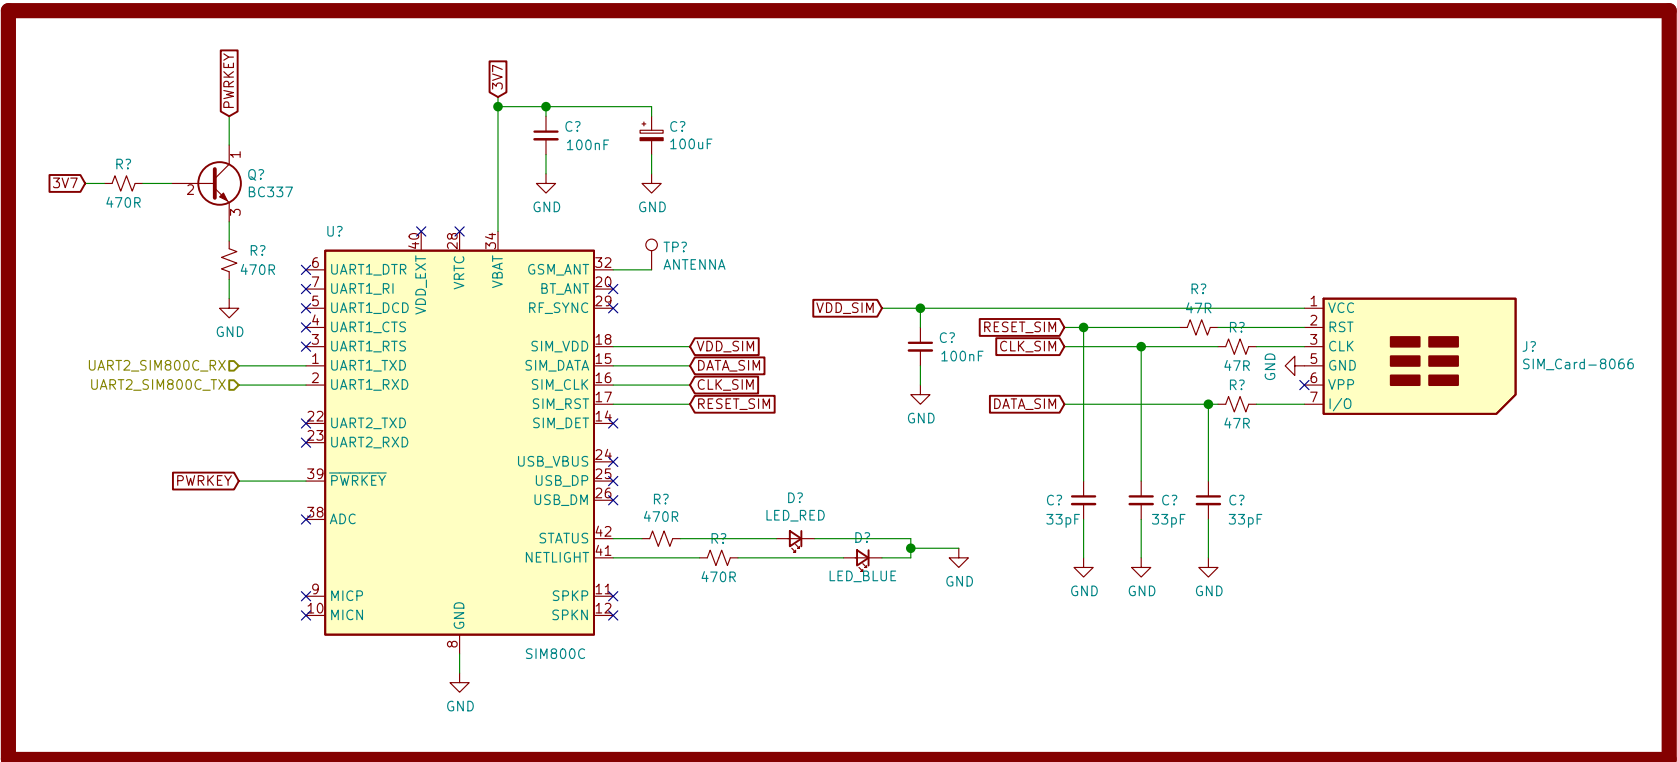 PWRKEY
3V7
R?
470R
1
2
3
Q?
BC337
R?
470R
GND
3V7
C?
100nF
GND
+
C?
100uF
GND
U?
40
28
34
VDD_EXT
VRTC
VBAT
6
UART1_DTR
7
UART1_RI
5
UART1_DCD
4
UART1_CTS
3
UART1_RTS
UART2_SIM800C_RX
1
UART1_TXD
UART2_SIM800C_TX
2
UART1_RXD
22
UART2_TXD
23
UART2_RXD
PWRKEY
39
PWRKEY
38
ADC
9
MICP
10
MICN
GSM_ANT
32
TP?
ANTENNA
BT_ANT
20
RF_SYNC
29
SIM_VDD
18
VDD_SIM
SIM_DATA
15
DATA_SIM
SIM_CLK
16
CLK_SIM
SIM_RST
17
RESET_SIM
SIM_DET
14
USB_VBUS
24
USB_DP
25
USB_DM
26
STATUS
42
NETLIGHT
41
SPKP
11
SPKN
12
R?
470R
D?
LED_RED
R?
470R
D?
LED_BLUE
GND
GND
8
GND
SIM800C
VDD_SIM
C?
100nF
GND
RESET_SIM
CLK_SIM
DATA_SIM
R?
47R
R?
47R
R?
47R
GND
1
VCC
2
RST
3
CLK
5
GND
6
VPP
7
I/O
J?
SIM_Card-8066
C?
33pF
GND
C?
33pF
GND
C?
33pF
GND